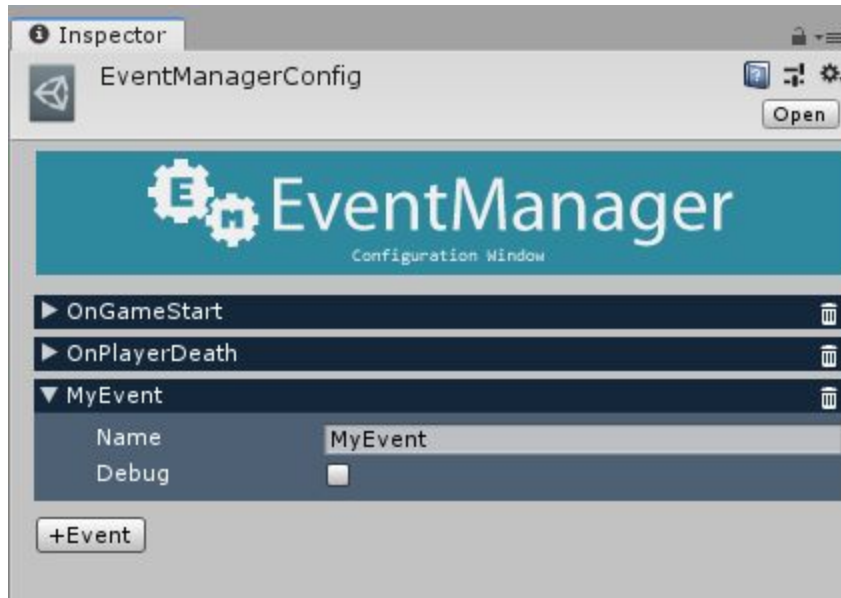 Inspector
EventManagerConfig
Open
E M EventManager
Configuration Window
OnGameStart
OnPlayerDeath
MyEvent
Name MyEvent
Debug
+Event